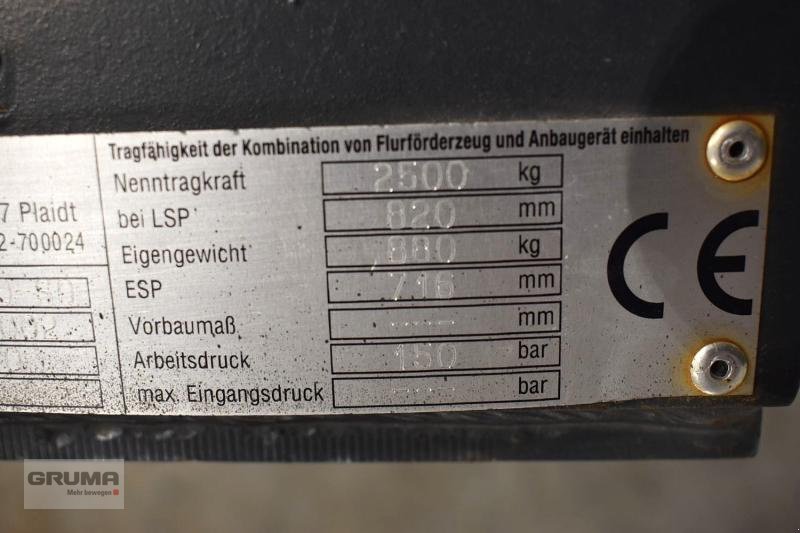 Tragfähigkeit der Kombination von Flurförderzeug und Anbaugerät einhalten
Nenntragkraft 2500 kg
7 Plaidt
bei LSP 820 mm
2-700024
Eigengewicht 880 kg
ESP 716 mm
Vorbaumaß ---- mm
Arbeitsdruck 150 bar
max. Eingangsdruck ---- bar
CE
GRUMA
Mehr bewegen